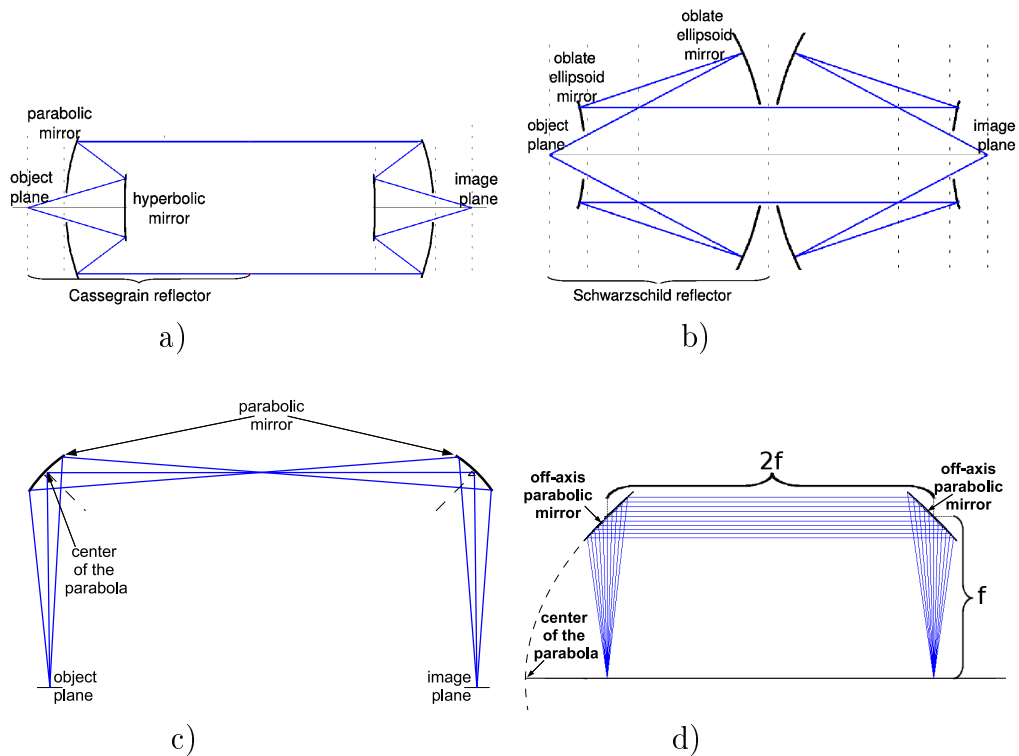 parabolic
mirror
object
plane
hyperbolic
mirror
image
plane
Cassegrain reflector
a)
oblate
ellipsoid
mirror
oblate
ellipsoid
mirror
object
plane
image
plane
Schwarzschild reflector
b)
parabolic
mirror
center
of the
parabola
object
plane
image
plane
c)
2f
off-axis
parabolic
mirror
off-axis
parabolic
mirror
f
center
of the
parabola
d)